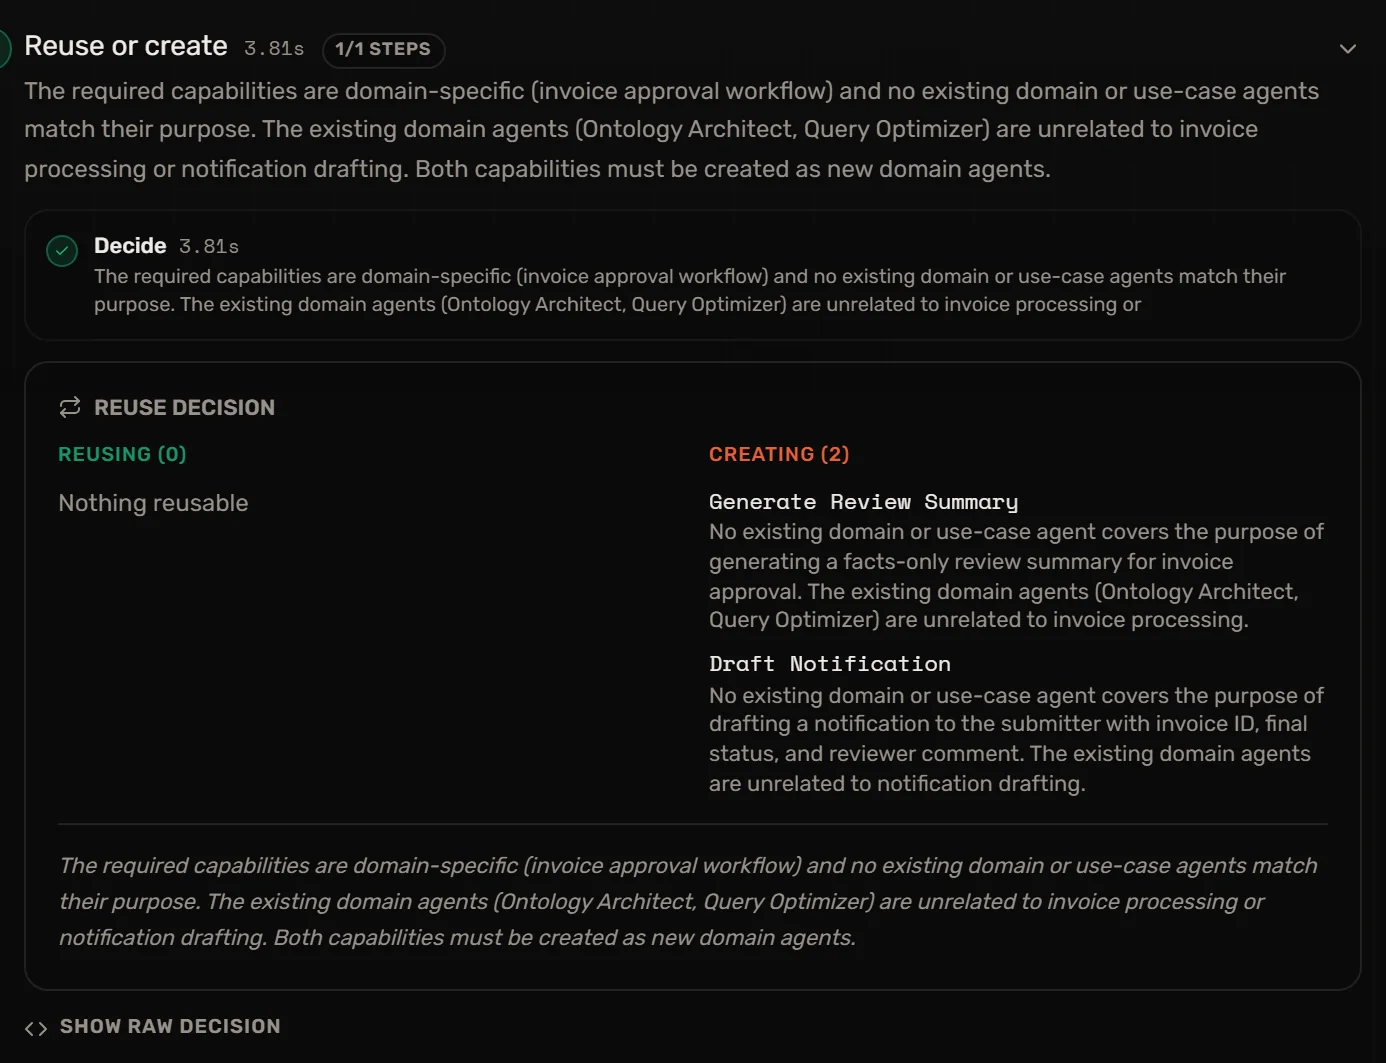 Reuse or create 3.81s 1/1 STEPS
The required capabilities are domain-specific (invoice approval workflow) and no existing domain or use-case agents
match their purpose. The existing domain agents (Ontology Architect, Query Optimizer) are unrelated to invoice
processing or notification drafting. Both capabilities must be created as new domain agents.
Decide 3.81s
The required capabilities are domain-specific (invoice approval workflow) and no existing domain or use-case agents match their
purpose. The existing domain agents (Ontology Architect, Query Optimizer) are unrelated to invoice processing or
REUSE DECISION
REUSING (0)
Nothing reusable
CREATING (2)
Generate Review Summary
No existing domain or use-case agent covers the purpose of
generating a facts-only review summary for invoice
approval. The existing domain agents (Ontology Architect,
Query Optimizer) are unrelated to invoice processing.
Draft Notification
No existing domain or use-case agent covers the purpose of
drafting a notification to the submitter with invoice ID, final
status, and reviewer comment. The existing domain agents
are unrelated to notification drafting.
The required capabilities are domain-specific (invoice approval workflow) and no existing domain or use-case agents match
their purpose. The existing domain agents (Ontology Architect, Query Optimizer) are unrelated to invoice processing or
notification drafting. Both capabilities must be created as new domain agents.
SHOW RAW DECISION